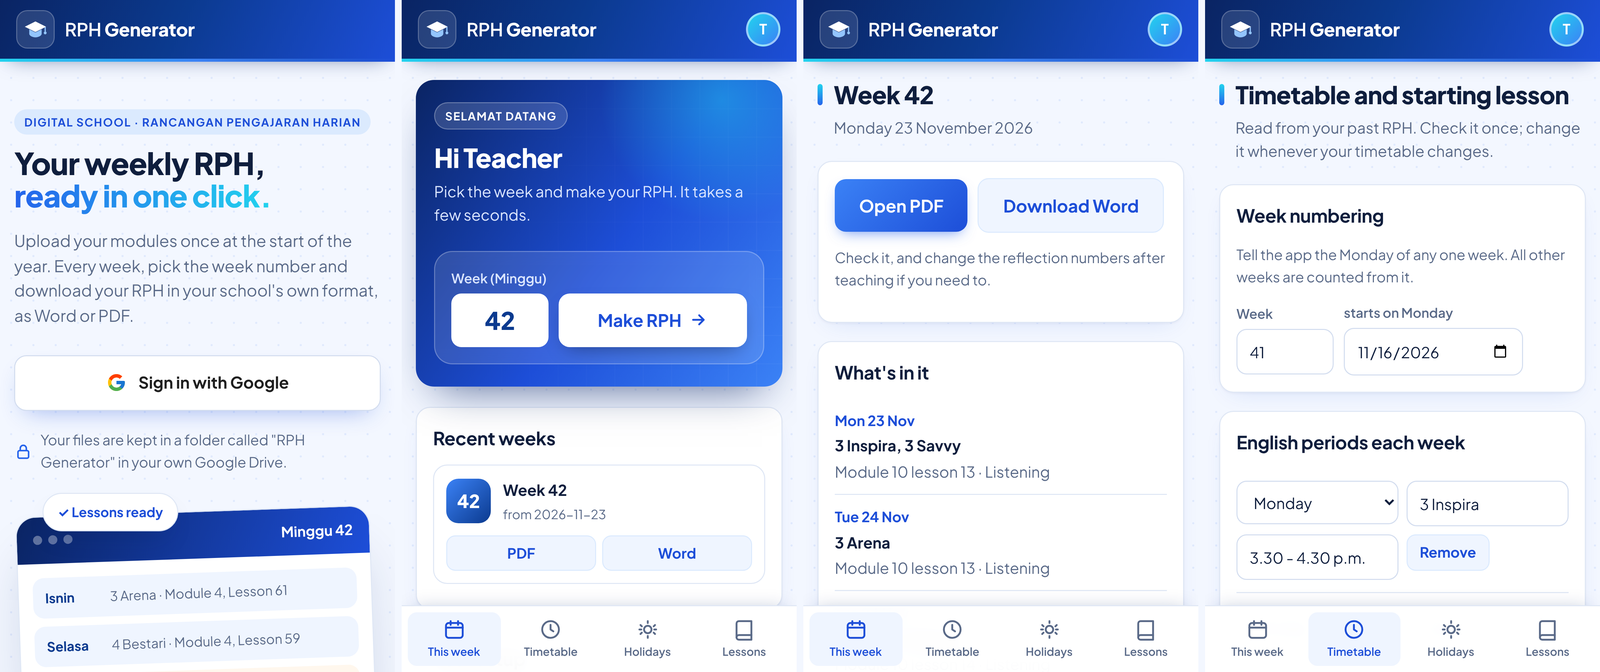 RPH Generator
DIGITAL SCHOOL · RANCANGAN PENGAJARAN HARIAN
Your weekly RPH,
ready in one click.
Upload your modules once at the start of the
year. Every week, pick the week number and
download your RPH in your school's own format,
as Word or PDF.
Sign in with Google
Your files are kept in a folder called "RPH
Generator" in your own Google Drive.
✓ Lessons ready
Minggu 42
Isnin 3 Arena · Module 4, Lesson 61
Selasa 4 Bestari · Module 4, Lesson 59
RPH Generator
T
SELAMAT DATANG
Hi Teacher
Pick the week and make your RPH. It takes a
few seconds.
Week (Minggu)
42 Make RPH →
Recent weeks
42
Week 42
from 2026-11-23
PDF Word
This week Timetable Holidays Lessons
RPH Generator
T
Week 42
Monday 23 November 2026
Open PDF Download Word
Check it, and change the reflection numbers after
teaching if you need to.
What's in it
Mon 23 Nov
3 Inspira, 3 Savvy
Module 10 lesson 13 · Listening
Tue 24 Nov
3 Arena
Module 10 lesson 13 · Listening
This week Timetable Holidays Lessons
RPH Generator
T
Timetable and starting lesson
Read from your past RPH. Check it once; change
it whenever your timetable changes.
Week numbering
Tell the app the Monday of any one week. All other
weeks are counted from it.
Week starts on Monday
41 11/16/2026
English periods each week
Monday 3 Inspira
3.30 - 4.30 p.m. Remove
This week Timetable Holidays Lessons